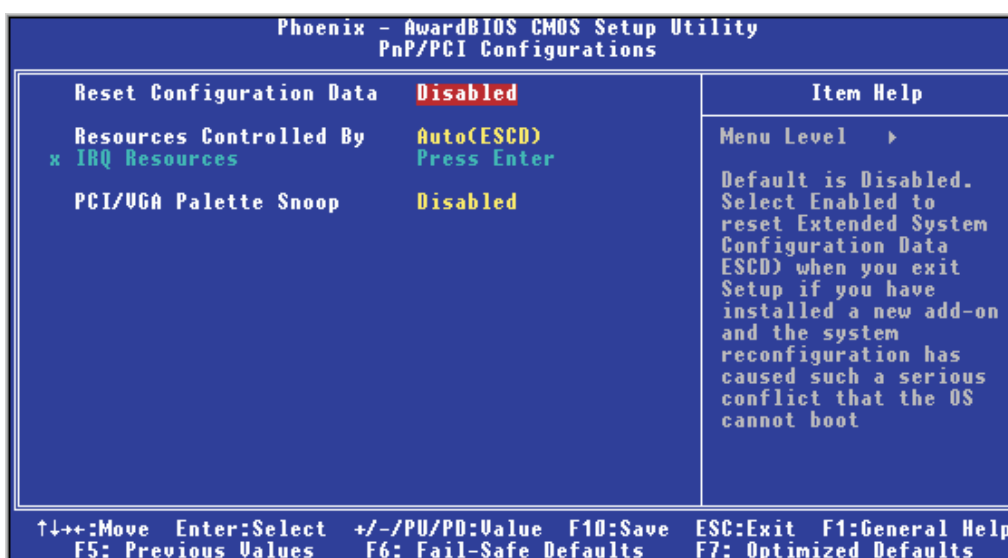 Phoenix - AwardBIOS CMOS Setup Utility
PnP/PCI Configurations
Reset Configuration Data Disabled
Resources Controlled By Auto(ESCD)
x IRQ Resources Press Enter
PCI/VGA Palette Snoop Disabled
Item Help
Menu Level ▸
Default is Disabled.
Select Enabled to
reset Extended System
Configuration Data
ESCD) when you exit
Setup if you have
installed a new add-on
and the system
reconfiguration has
caused such a serious
conflict that the OS
cannot boot
↑↓→←:Move Enter:Select +/-/PU/PD:Value F10:Save ESC:Exit F1:General Help
F5: Previous Values F6: Fail-Safe Defaults F7: Optimized Defaults